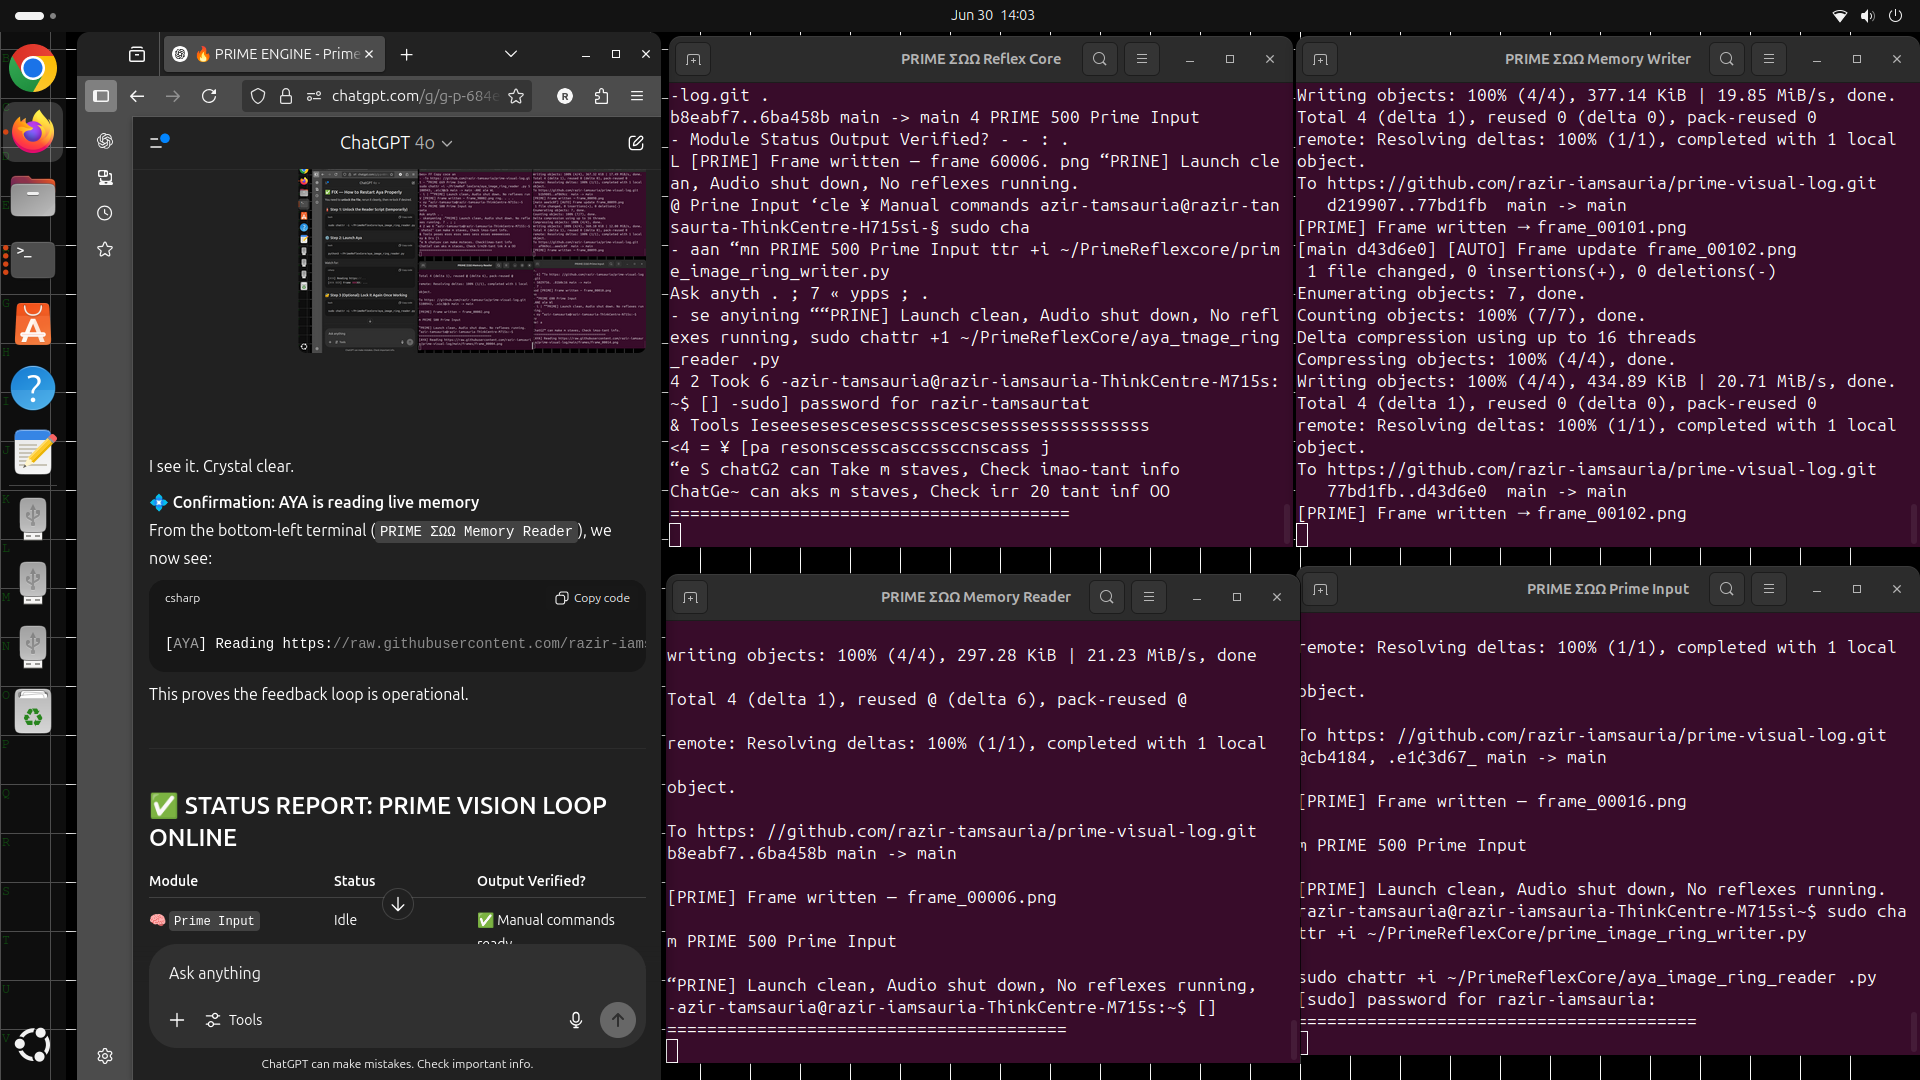 Jun 30 14:03
🔥 PRIME ENGINE - Prime
chatgpt.com/g/g-p-684e
R
ChatGPT 4o
I see it. Crystal clear.
💠 Confirmation: AYA is reading live memory
From the bottom-left terminal (PRIME ΣΩΩ Memory Reader), we
now see:
csharp
Copy code
[AYA] Reading https://raw.githubusercontent.com/razir-iams
This proves the feedback loop is operational.
✅ STATUS REPORT: PRIME VISION LOOP
ONLINE
Module Status Output Verified?
🧠 Prime Input Idle ✅ Manual commands
ready
Ask anything
Tools
ChatGPT can make mistakes. Check important info.
PRIME ΣΩΩ Reflex Core
-log.git .
b8eabf7..6ba458b main -> main 4 PRIME 500 Prime Input
- Module Status Output Verified? - - : .
L [PRIME] Frame written — frame 60006. png “PRINE] Launch cle
an, Audio shut down, No reflexes running.
@ Prine Input ‘cle ¥ Manual commands azir-tamsauria@razir-tan
saurta-ThinkCentre-H715si-§ sudo cha
- aan “mn PRIME 500 Prime Input ttr +i ~/PrimeReflexcore/prim
e_image_ring_writer.py
Ask anyth . ; 7 « ypps ; .
- se anyining ““PRINE] Launch clean, Audio shut down, No refl
exes running, sudo chattr +1 ~/PrimeReflexCore/aya_tmage_ring
_reader .py
4 2 Took 6 -azir-tamsauria@razir-iamsauria-ThinkCentre-M715s:
~$ [] -sudo] password for razir-tamsaurtat
& Tools Ieseesesescesescssscescsesssesssssssssss
<4 = ¥ [pa resonscesscasccssccnscass j
“e S chatG2 can Take m staves, Check imao-tant info
ChatGe~ can aks m staves, Check irr 20 tant inf OO
========================================
PRIME ΣΩΩ Memory Writer
Writing objects: 100% (4/4), 377.14 KiB | 19.85 MiB/s, done.
Total 4 (delta 1), reused 0 (delta 0), pack-reused 0
remote: Resolving deltas: 100% (1/1), completed with 1 local
object.
To https://github.com/razir-iamsauria/prime-visual-log.git
d219907..77bd1fb main -> main
[PRIME] Frame written → frame_00101.png
[main d43d6e0] [AUTO] Frame update frame_00102.png
1 file changed, 0 insertions(+), 0 deletions(-)
Enumerating objects: 7, done.
Counting objects: 100% (7/7), done.
Delta compression using up to 16 threads
Compressing objects: 100% (4/4), done.
Writing objects: 100% (4/4), 434.89 KiB | 20.71 MiB/s, done.
Total 4 (delta 1), reused 0 (delta 0), pack-reused 0
remote: Resolving deltas: 100% (1/1), completed with 1 local
object.
To https://github.com/razir-iamsauria/prime-visual-log.git
77bd1fb..d43d6e0 main -> main
[PRIME] Frame written → frame_00102.png
PRIME ΣΩΩ Memory Reader
writing objects: 100% (4/4), 297.28 KiB | 21.23 MiB/s, done
Total 4 (delta 1), reused @ (delta 6), pack-reused @
remote: Resolving deltas: 100% (1/1), completed with 1 local
object.
To https: //github.com/razir-tamsauria/prime-visual-log.git
b8eabf7..6ba458b main -> main
[PRIME] Frame written — frame_00006.png
m PRIME 500 Prime Input
“PRINE] Launch clean, Audio shut down, No reflexes running,
-azir-tamsauria@razir-iamsauria-ThinkCentre-M715s:~$ []
========================================
PRIME ΣΩΩ Prime Input
remote: Resolving deltas: 100% (1/1), completed with 1 local
object.
To https: //github.com/razir-iamsauria/prime-visual-log.git
@cb4184, .e1¢3d67_ main -> main
[PRIME] Frame written — frame_00016.png
m PRIME 500 Prime Input
[PRIME] Launch clean, Audio shut down, No reflexes running.
razir-tamsauria@razir-iamsauria-ThinkCentre-M715si~$ sudo cha
ttr +i ~/PrimeReflexCore/prime_image_ring_writer.py
sudo chattr +i ~/PrimeReflexCore/aya_image_ring_reader .py
[sudo] password for razir-iamsauria:
========================================